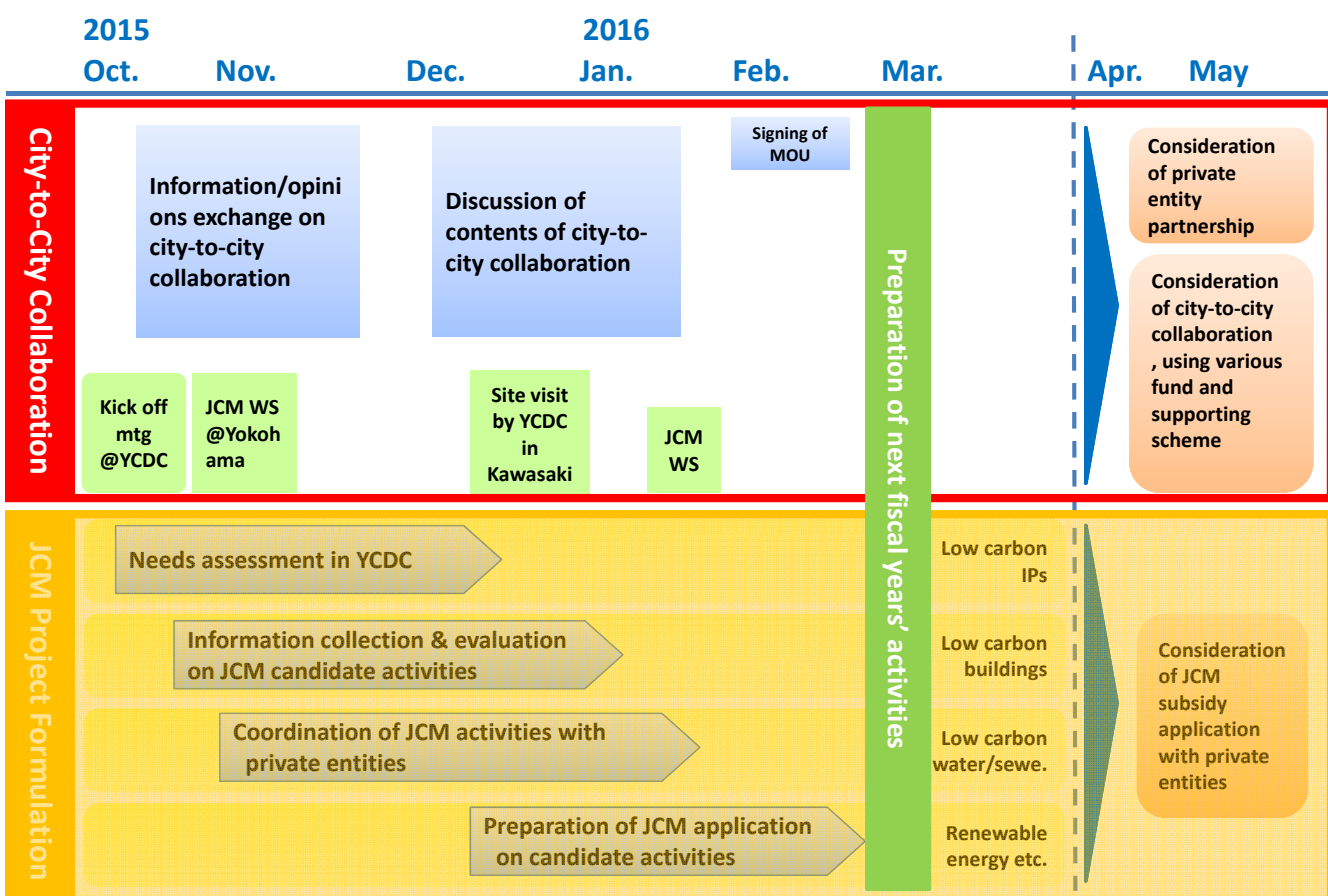 2015
2016
Oct.
Nov.
Dec.
Jan.
Feb.
Mar.
Apr.
May
City-to-City Collaboration
Information/opini
ons exchange on
city-to-city
collaboration
Discussion of
contents of city-to-
city collaboration
Signing of
MOU
Kick off
mtg
@YCDC
JCM WS
@Yokoh
ama
Site visit
by YCDC
in
Kawasaki
JCM
WS
Preparation of next fiscal years' activities
Consideration
of private
entity
partnership
Consideration
of city-to-city
collaboration
, using various
fund and
supporting
scheme
JCM Project Formulation
Needs assessment in YCDC
Low carbon
IPs
Information collection & evaluation
on JCM candidate activities
Low carbon
buildings
Coordination of JCM activities with
private entities
Low carbon
water/sewe.
Preparation of JCM application
on candidate activities
Renewable
energy etc.
Consideration
of JCM
subsidy
application
with private
entities